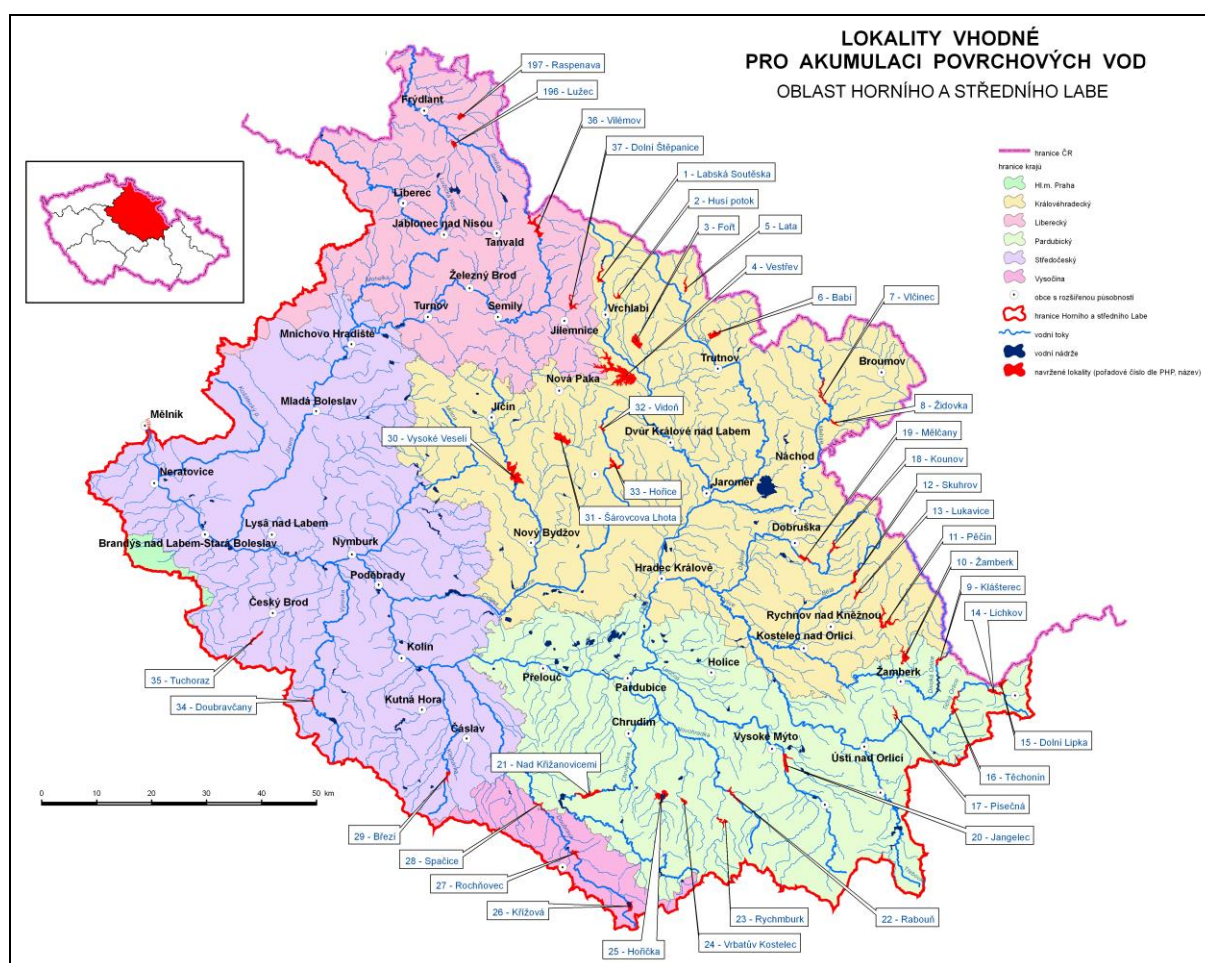 LOKALITY VHODNÉ
PRO AKUMULACI POVRCHOVÝCH VOD
OBLAST HORNÍHO A STŘEDNÍHO LABE
197 - Raspenava
196 - Lužec
36 - Vilémov
37 - Dolní Štěpanice
1 - Labská Soutěska
2 - Husí potok
3 - Fořt
5 - Lata
4 - Vestřev
6 - Babí
7 - Vlčinec
8 - Židovka
19 - Mělčany
18 - Kounov
12 - Skuhrov
13 - Lukavice
11 - Pěčín
10 - Žamberk
9 - Klášterec
14 - Lichkov
15 - Dolní Lipka
16 - Těchonín
17 - Písečná
20 - Jangelec
22 - Rabouň
24 - Vrbatův Kostelec
23 - Rychmburk
25 - Hořička
26 - Křížová
27 - Rochňovec
28 - Spačice
29 - Březí
21 - Nad Křižanovicemi
34 - Doubravčany
35 - Tuchoraz
30 - Vysoké Veselí
31 - Šárovcova Lhota
32 - Vidoň
33 - Hořice
Frýdlant
Liberec
Jablonec nad Nisou
Tanvald
Železný Brod
Turnov
Semily
Jilemnice
Vrchlabí
Trutnov
Broumov
Mnichovo Hradiště
Nová Paka
Jičín
Mladá Boleslav
Mělník
Dvůr Králové nad Labem
Náchod
Jaroměř
Neratovice
Lysá nad Labem
Brandýs nad Labem-Stará Boleslav
Nymburk
Nový Bydžov
Dobruška
Hradec Králové
Poděbrady
Český Brod
Rychnov nad Kněžnou
Kostelec nad Orlicí
Kolín
Přelouč
Holice
Pardubice
Žamberk
Kutná Hora
Chrudim
Vysoké Mýto
Čáslav
Ústí nad Orlicí
hranice ČR
hranice krajů
Hl.m. Praha
Královéhradecký
Liberecký
Pardubický
Středočeský
Vysočina
obce s rozšířenou působností
hranice Horního a středního Labe
vodní toky
vodní nádrže
navržené lokality (pořadové číslo dle PHP, název)
0 10 20 30 40 50 km